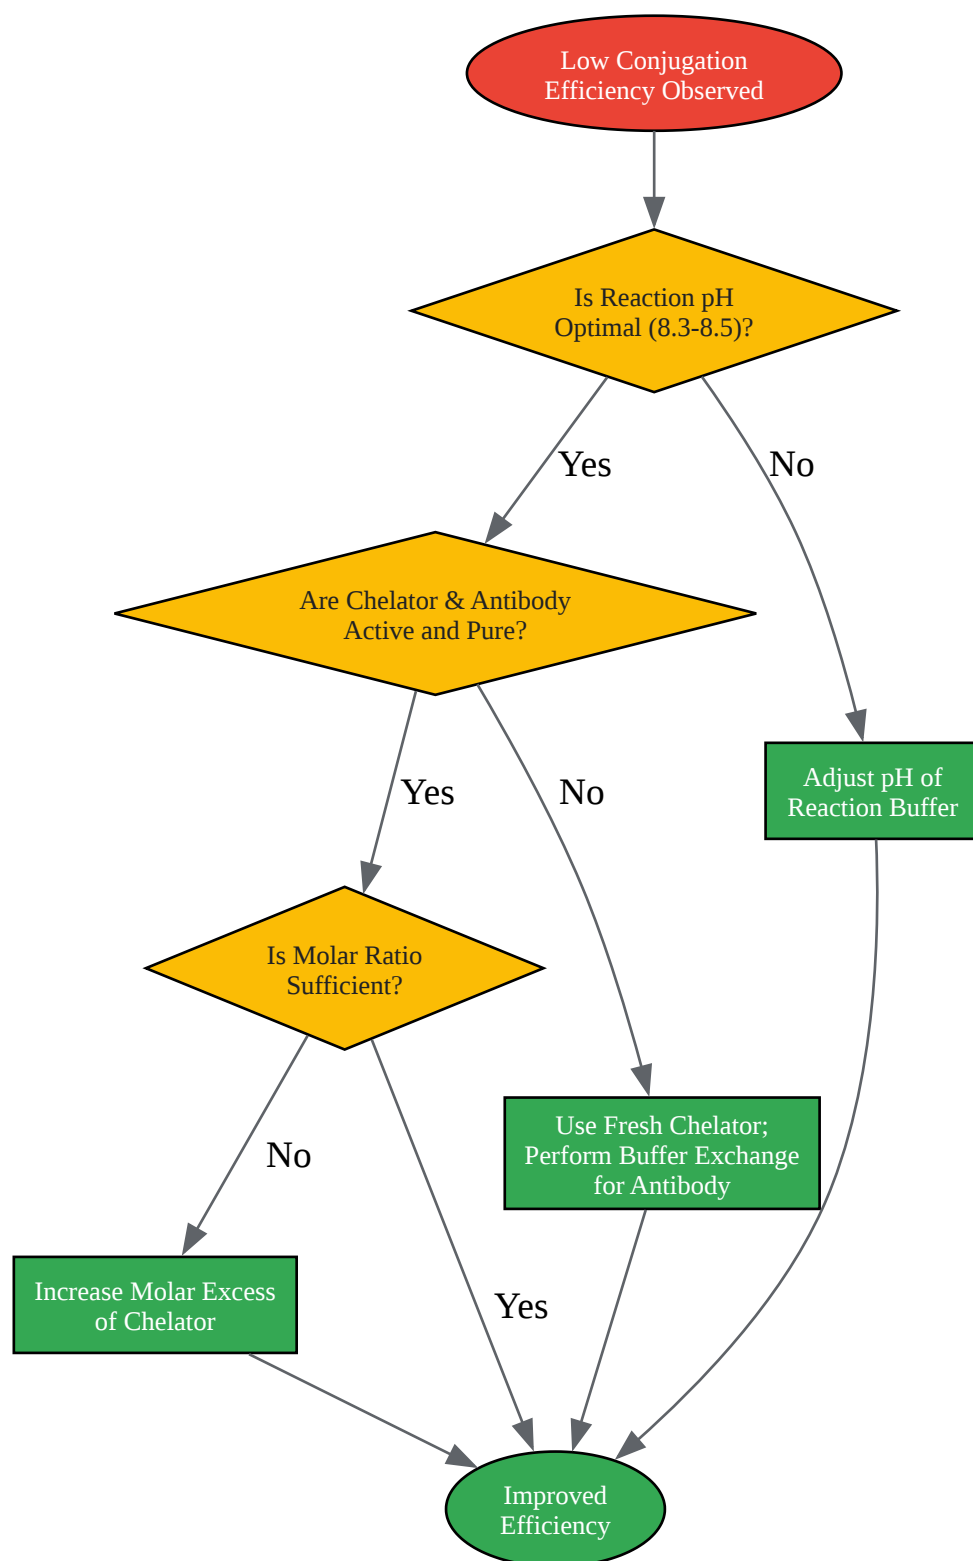 Low Conjugation
Efficiency Observed
Is Reaction pH
Optimal (8.3-8.5)?
Yes
No
Are Chelator & Antibody
Active and Pure?
Yes
No
Adjust pH of
Reaction Buffer
Is Molar Ratio
Sufficient?
No
Yes
Use Fresh Chelator;
Perform Buffer Exchange
for Antibody
Increase Molar Excess
of Chelator
Improved
Efficiency